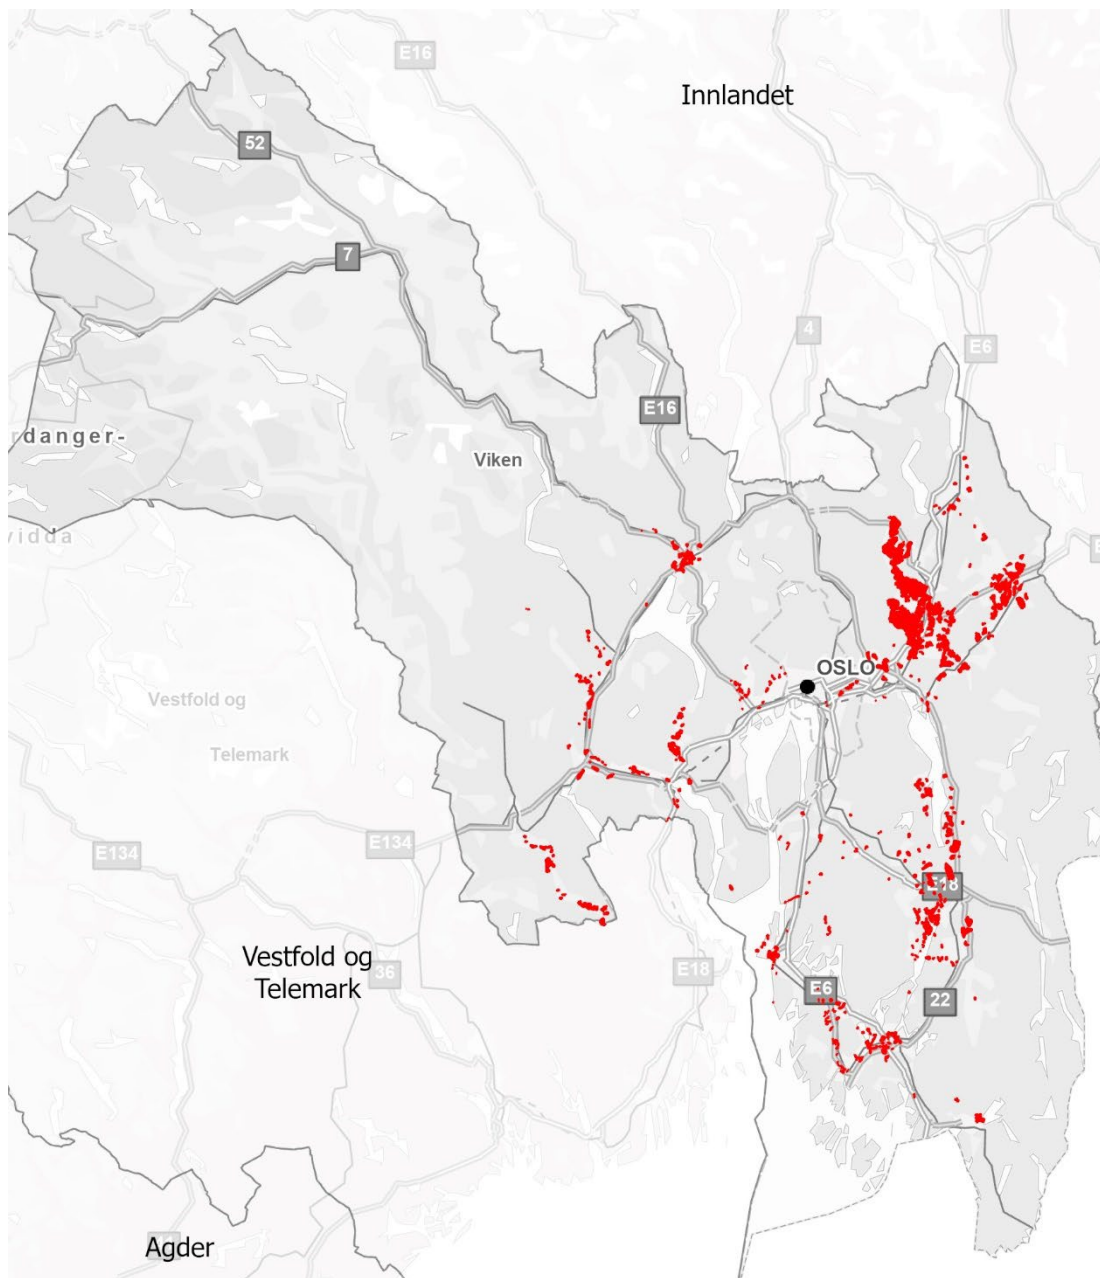 E16
Innlandet
52
7
4
E6
E16
rdanger-
Viken
vidda
OSLO
Vestfold og
Telemark
E134
E134
E18
Vestfold og
Telemark
36
E18
E6
22
Agder